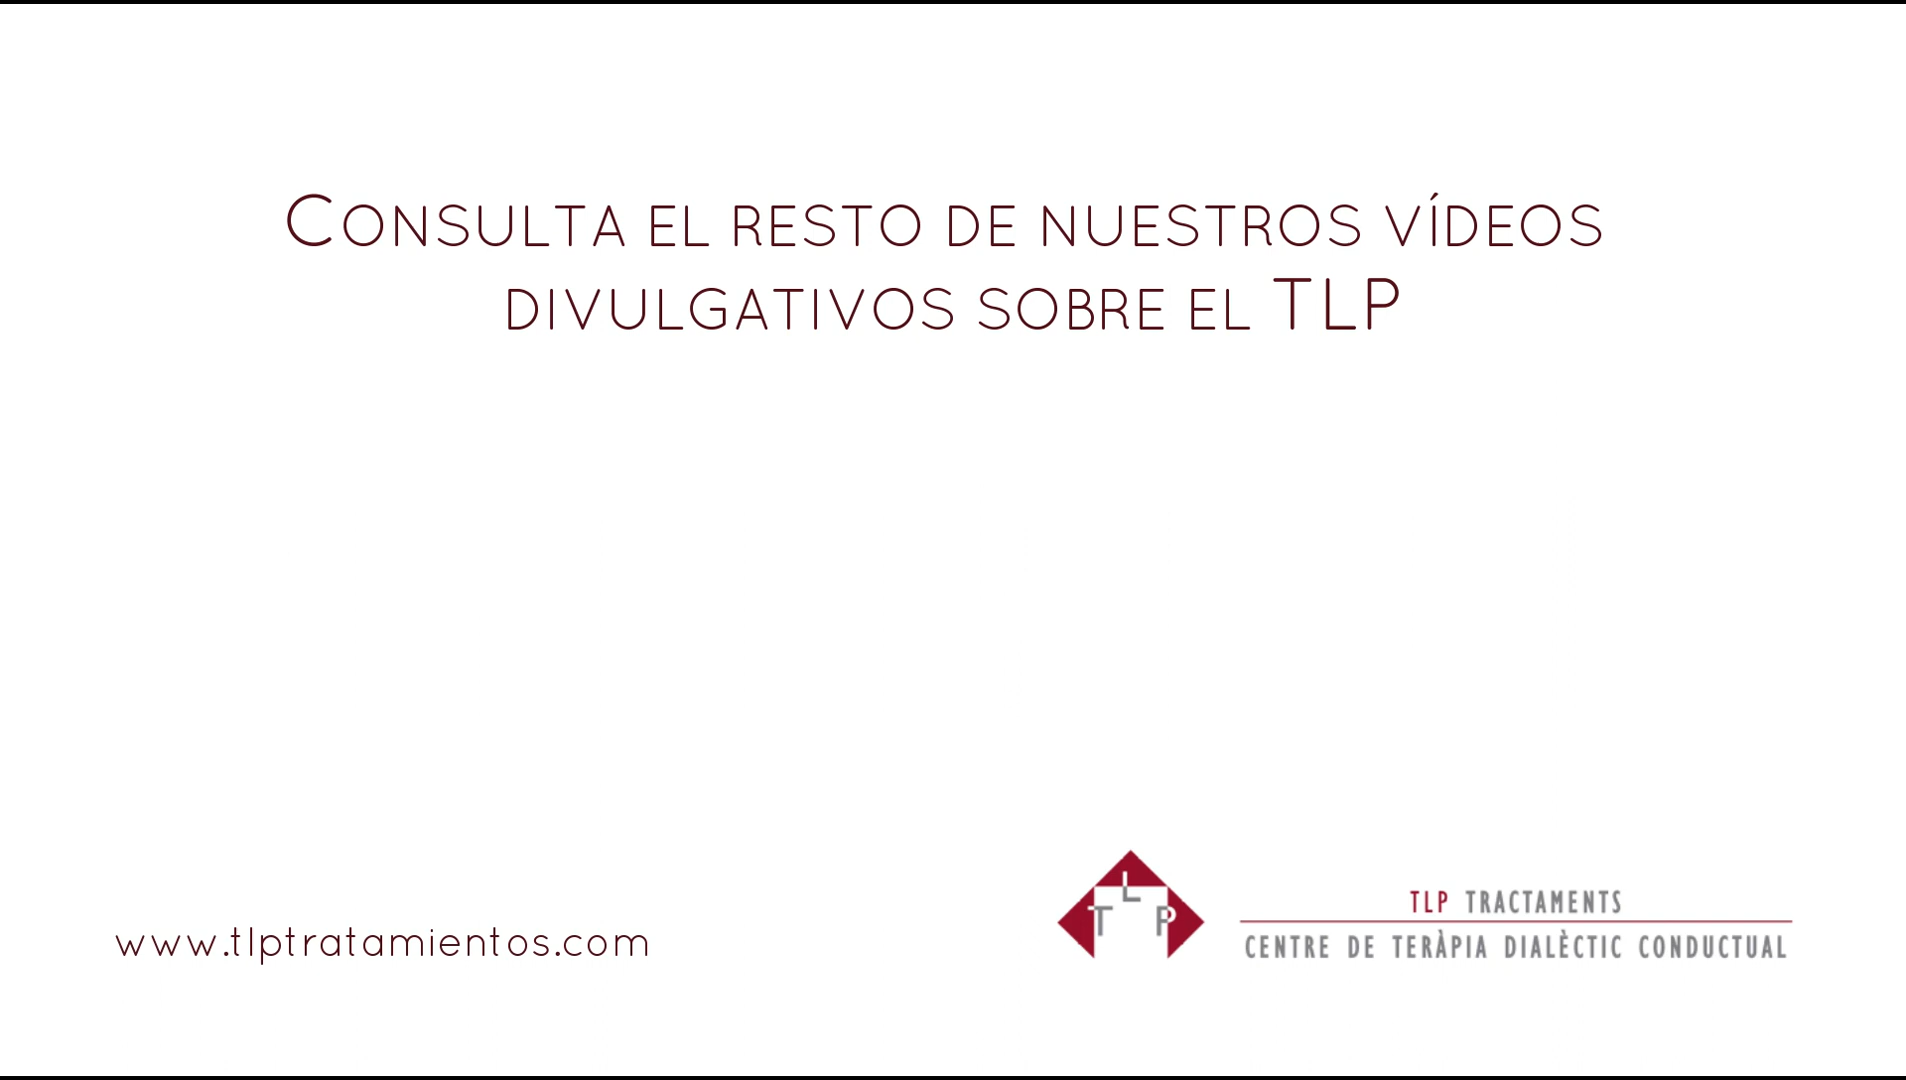 CONSULTA EL RESTO DE NUESTROS VÍDEOS
DIVULGATIVOS SOBRE EL TLP
www.tlptratamientos.com
T L P
TLP TRACTAMENTS
CENTRE DE TERÀPIA DIALÈCTIC CONDUCTUAL